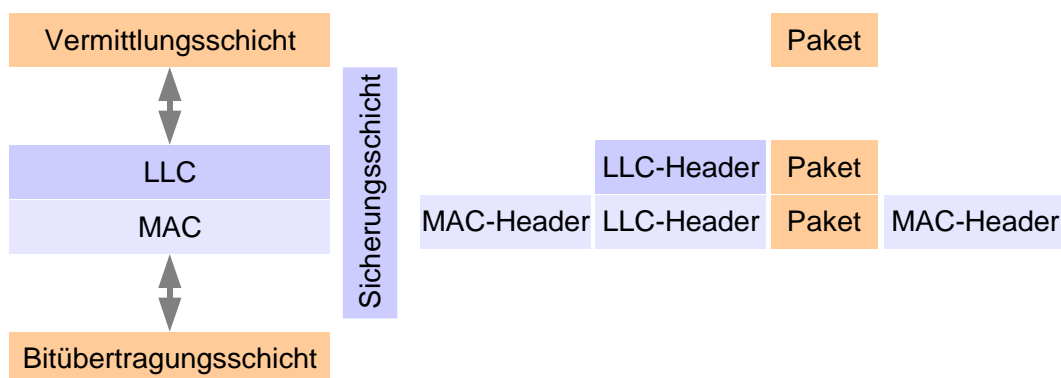 Vermittlungsschicht
Paket
Sicherungsschicht
LLC
LLC-Header Paket
MAC
MAC-Header LLC-Header Paket MAC-Header
Bitübertragungsschicht